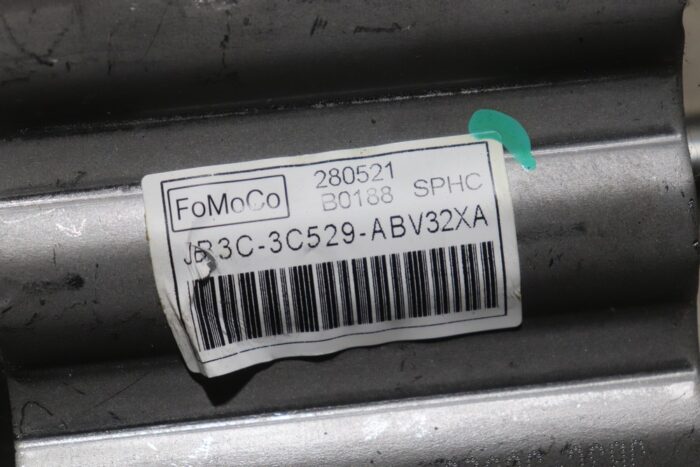 FoMoCo
280521
B0188 SPHC
JB3C-3C529-ABV32XA